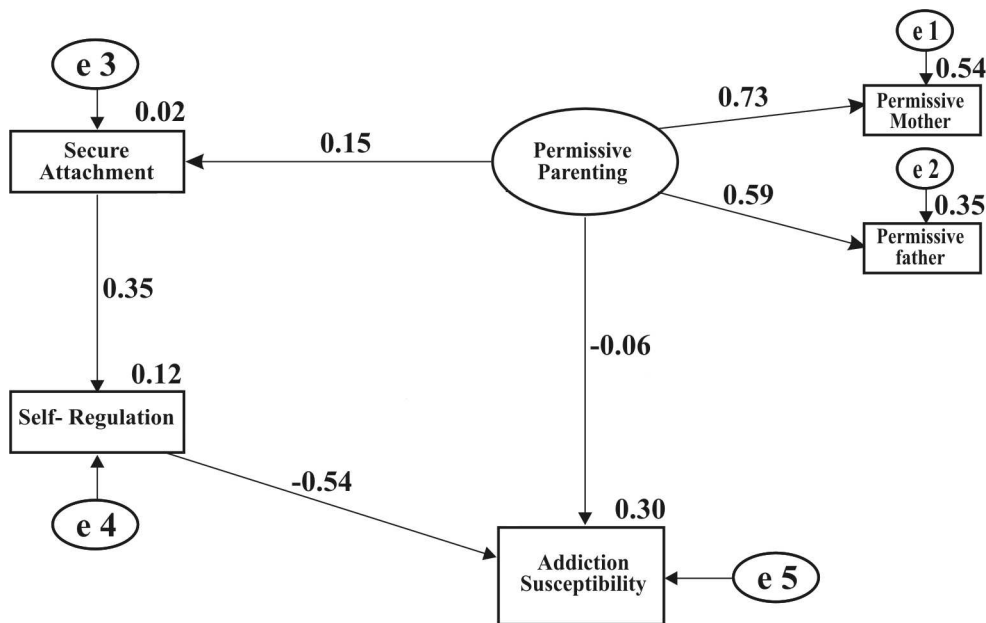 e 1
0.54
e 3
0.73
Permissive
Mother
0.02
Secure
Attachment
0.15
Permissive
Parenting
e 2
0.59
0.35
Permissive
father
0.35
-0.06
0.12
Self- Regulation
-0.54
0.30
e 4
Addiction
Susceptibility
e 5